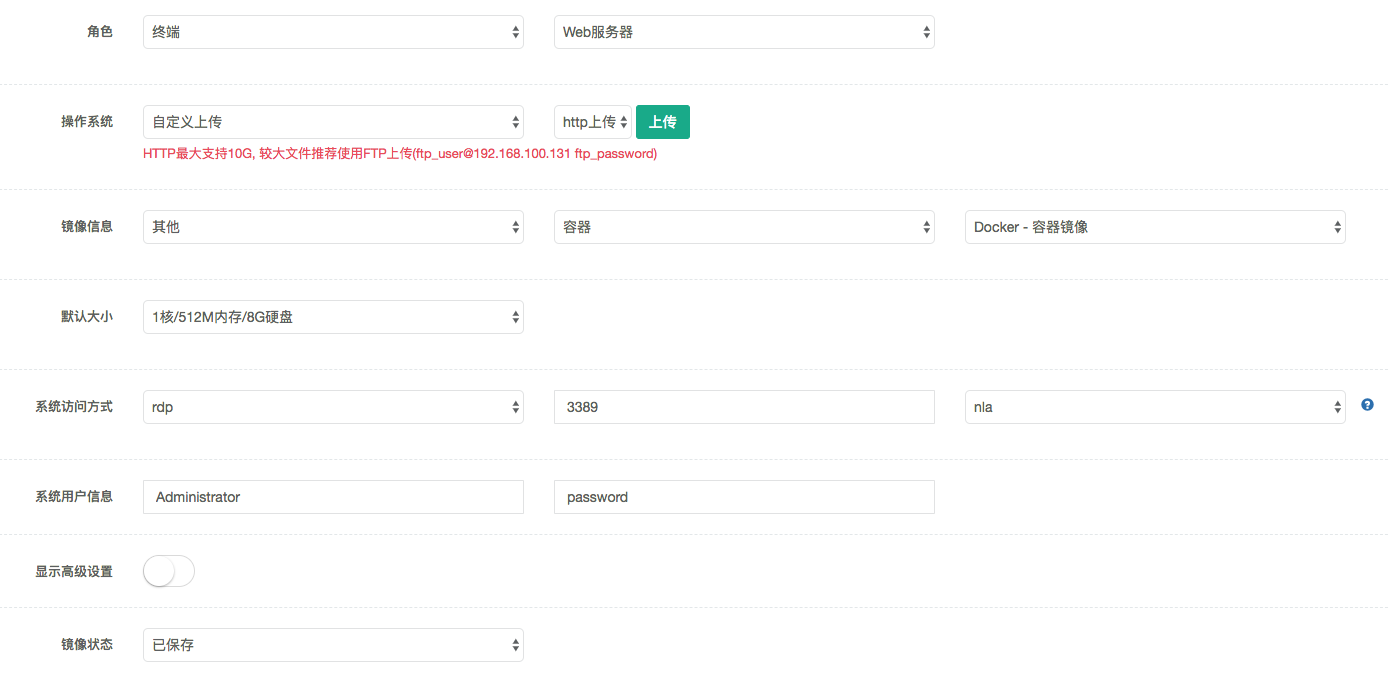 角色 终端 Web服务器
操作系统 自定义上传 http上传 上传
HTTP最大支持10G, 较大文件推荐使用FTP上传(ftp_user@192.168.100.131 ftp_password)
镜像信息 其他 容器 Docker - 容器镜像
默认大小 1核/512M内存/8G硬盘
系统访问方式 rdp 3389 nla ?
系统用户信息 Administrator password
显示高级设置
镜像状态 已保存